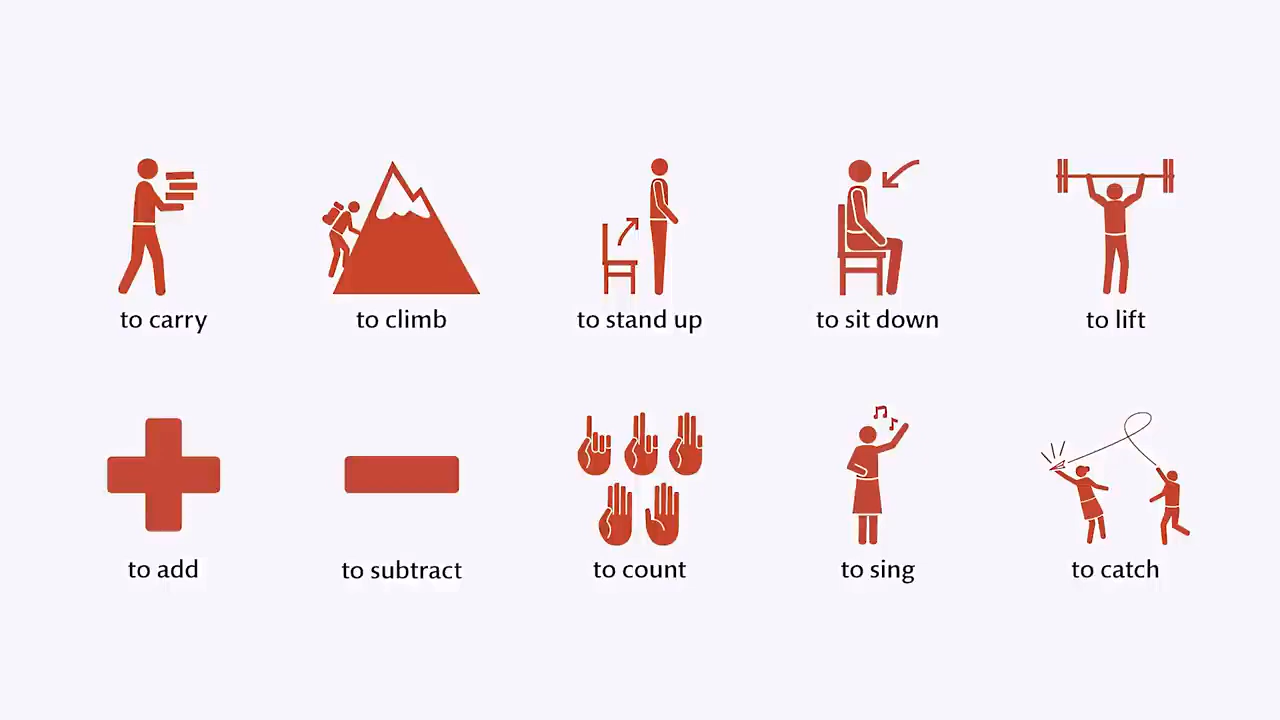 to carry
to climb
to stand up
to sit down
to lift
to add
to subtract
to count
to sing
to catch